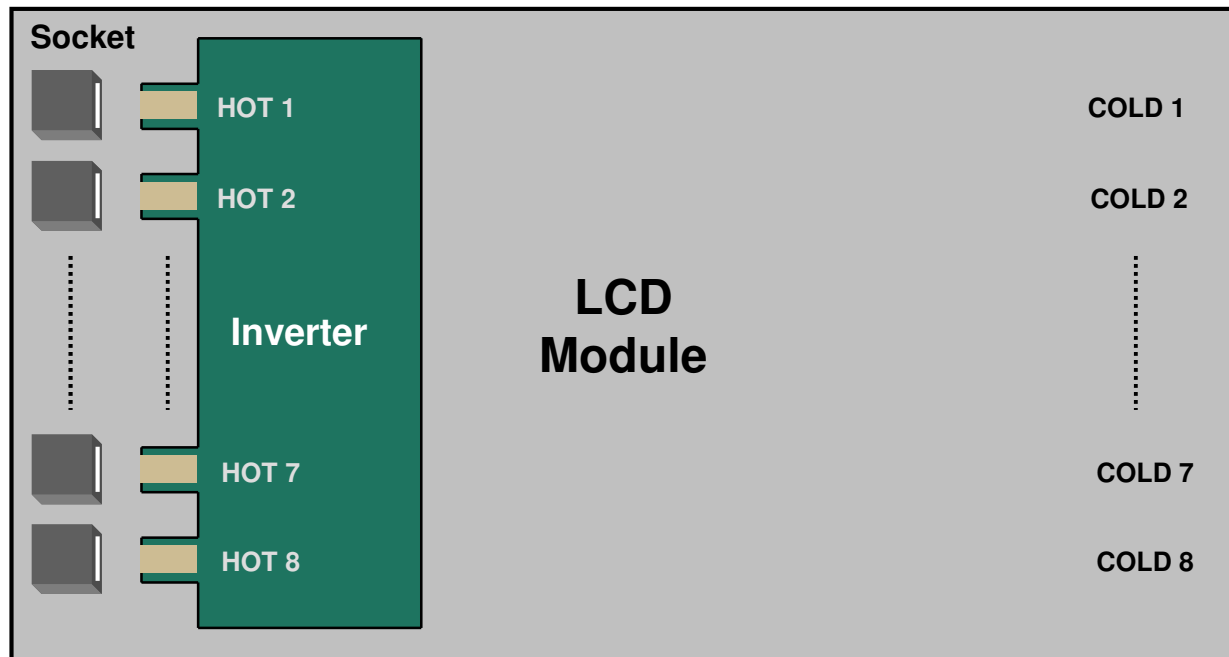 Socket
HOT 1
COLD 1
HOT 2
COLD 2
LCD
Module
Inverter
HOT 7
COLD 7
HOT 8
COLD 8